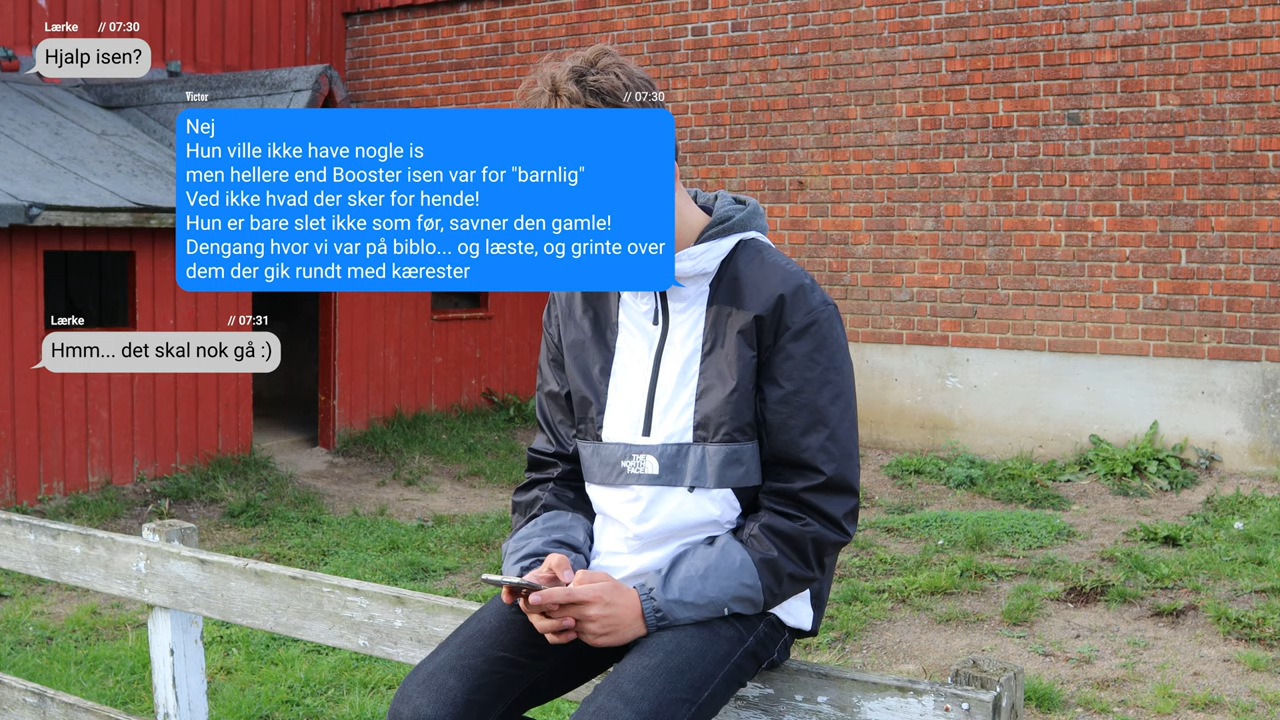 Lærke // 07:30
Hjalp isen?
Victor // 07:30
Nej
Hun ville ikke have nogle is
men hellere end Booster isen var for "barnlig"
Ved ikke hvad der sker for hende!
Hun er bare slet ikke som før, savner den gamle!
Dengang hvor vi var på biblo... og læste, og grinte over
dem der gik rundt med kærester
Lærke // 07:31
Hmm... det skal nok gå :)
THE
NORTH
FACE